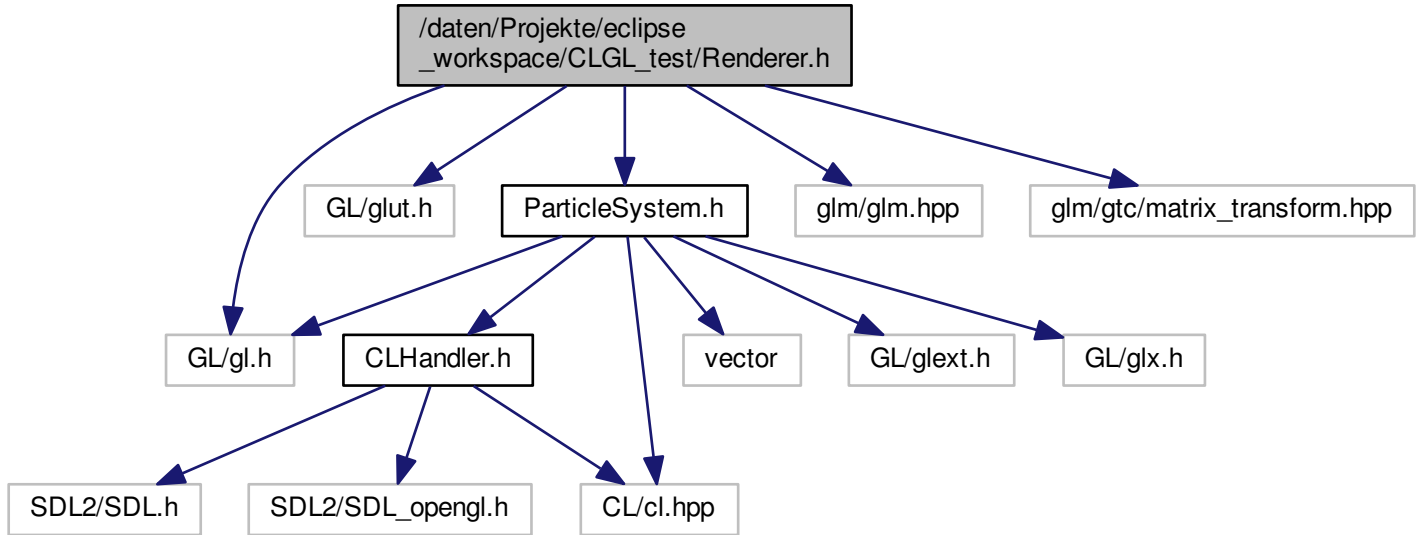 /daten/Projekte/eclipse
_workspace/CLGL_test/Renderer.h
GL/glut.h
ParticleSystem.h
glm/glm.hpp
glm/gtc/matrix_transform.hpp
GL/gl.h
CLHandler.h
vector
GL/glext.h
GL/glx.h
SDL2/SDL.h
SDL2/SDL_opengl.h
CL/cl.hpp